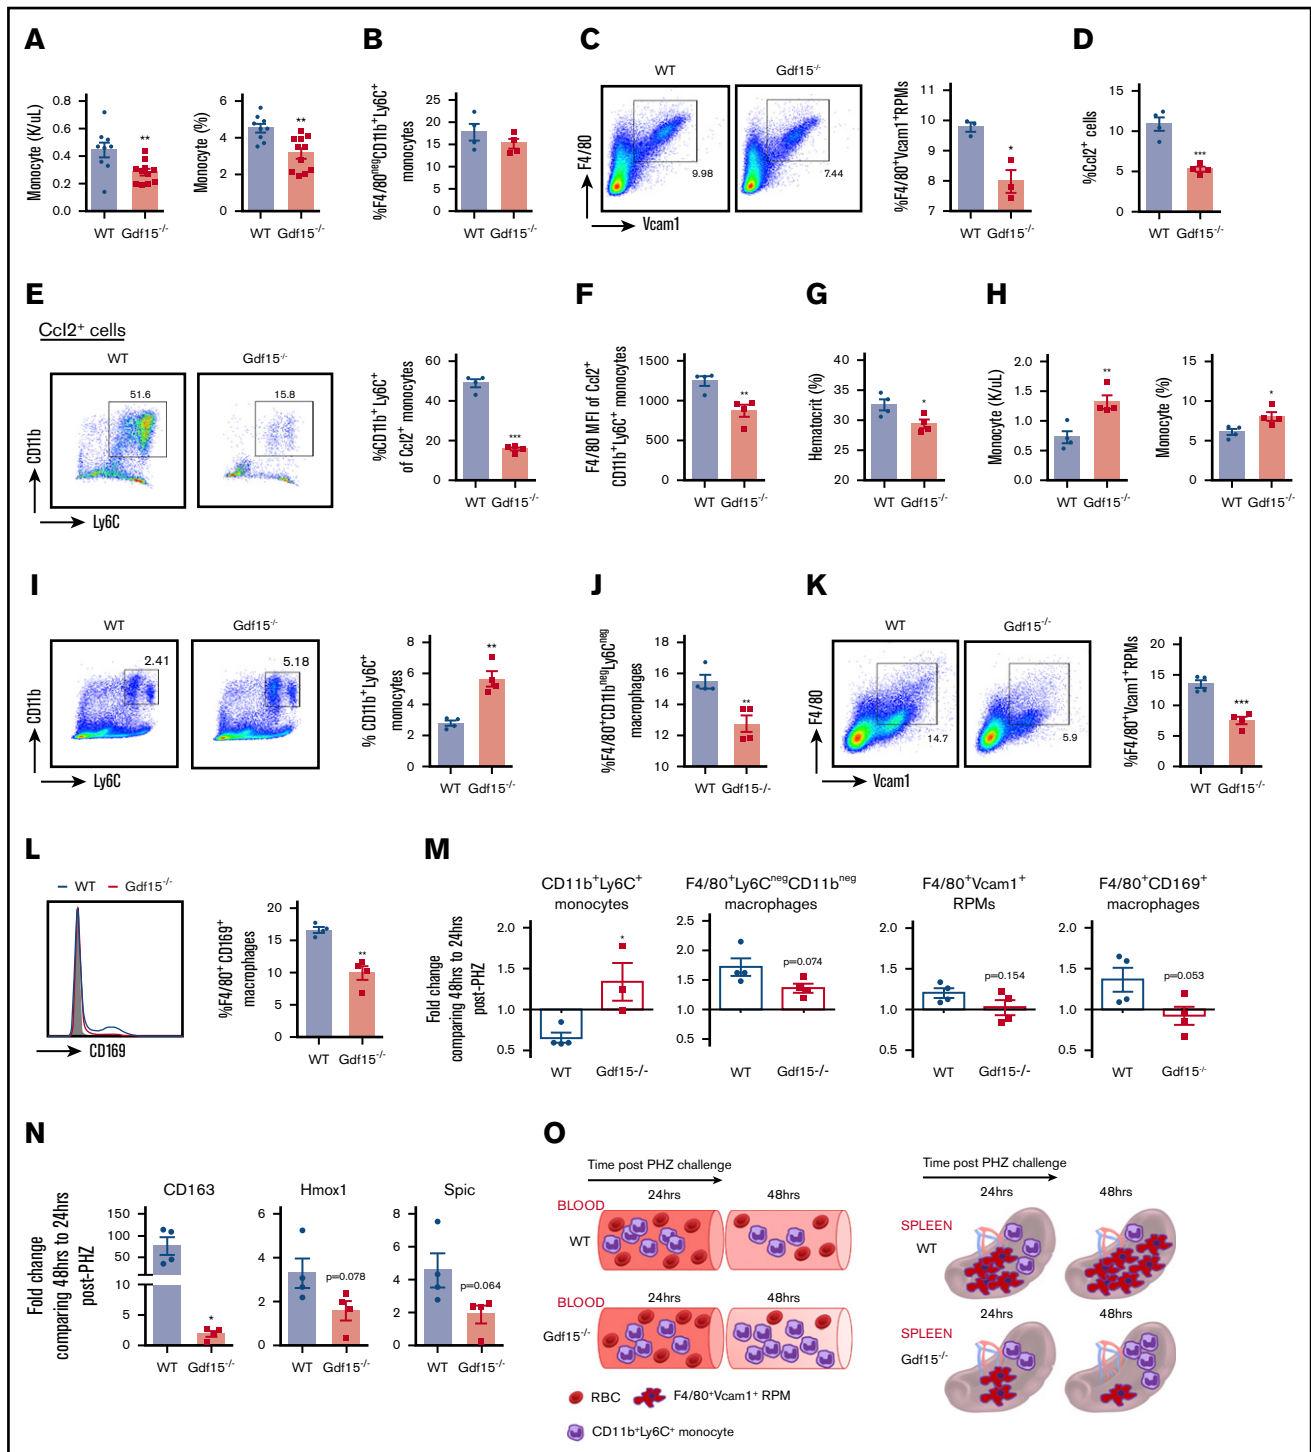 A
Monocyte (K/uL)
0.8
0.6
0.4
0.2
0.0
**
WT Gdf15-/-
Monocyte (%)
6
4
2
0
**
WT Gdf15-/-
B
%F4/80negCD11b+Ly6C+
monocytes
25
20
15
10
5
0
WT Gdf15-/-
C
WT
Gdf15-/-
F4/80
Vcam1
9.98
7.44
%F4/80+Vcam1+RPMs
11
10
9
8
7
*
WT Gdf15-/-
D
%Ccl2+ cells
15
10
5
0
***
WT Gdf15-/-
E
Ccl2+ cells
WT
Gdf15-/-
51.6
15.8
CD11b
Ly6C
%CD11b+Ly6C+
of Ccl2+ monocytes
60
40
20
0
***
WT Gdf15-/-
F
F4/80 MFI of Ccl2+
CD11b+Ly6C+ monocytes
1500
1000
500
0
**
WT Gdf15-/-
G
Hematocrit (%)
40
35
30
25
20
*
WT Gdf15-/-
H
Monocyte (K/uL)
2.0
1.5
1.0
0.5
0.0
**
WT Gdf15-/-
Monocyte (%)
15
10
5
0
*
WT Gdf15-/-
I
WT
Gdf15-/-
2.41
5.18
CD11b
Ly6C
% CD11b+Ly6C+
monocytes
8
6
4
2
0
**
WT Gdf15-/-
J
%F4/80+CD11bnegLy6Cneg
macrophages
18
16
14
12
10
**
WT Gdf15-/-
K
WT
Gdf15-/-
F4/80
Vcam1
14.7
5.9
%F4/80+Vcam1+RPMs
20
15
10
5
0
***
WT Gdf15-/-
L
WT Gdf15-/-
CD169
%F4/80+ CD169+
macrophages
20
15
10
5
0
**
WT Gdf15-/-
M
Fold change
comparing 48hrs to 24hrs
post-PHZ
CD11b+Ly6C+
monocytes
2.0
1.5
1.0
0.5
*
WT Gdf15-/-
F4/80+Ly6CnegCD11bneg
macrophages
2.5
2.0
1.5
1.0
0.5
p=0.074
WT Gdf15-/-
F4/80+Vcam1+
RPMs
2.0
1.5
1.0
0.5
p=0.154
WT Gdf15-/-
F4/80+CD169+
macrophages
2.0
1.5
1.0
0.5
p=0.053
WT Gdf15-/-
N
Fold change
comparing 48hrs to 24hrs
post-PHZ
CD163
150
100
50
10
5
0
*
WT Gdf15-/-
Hmox1
6
4
2
0
p=0.078
WT Gdf15-/-
Spic
8
6
4
2
0
p=0.064
WT Gdf15-/-
O
Time post PHZ challenge
24hrs 48hrs
BLOOD
WT
24hrs 48hrs
BLOOD
Gdf15-/-
RBC F4/80+Vcam1+ RPM
CD11b+Ly6C+ monocyte
Time post PHZ challenge
24hrs 48hrs
SPLEEN
WT
24hrs 48hrs
SPLEEN
Gdf15-/-